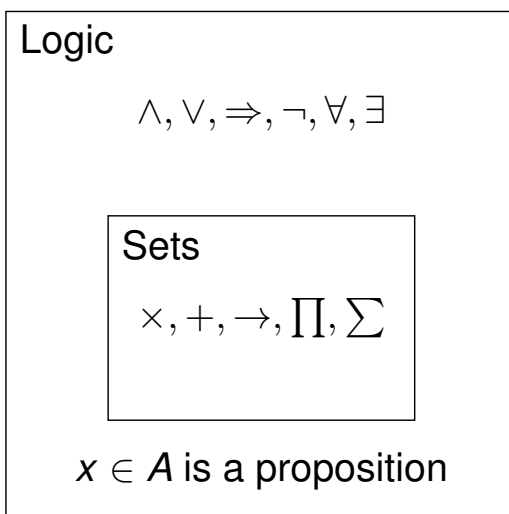 Logic
∧, ∨, ⇒, ¬, ∀, ∃
Sets
×, +, →, ∏, ∑
x ∈ A is a proposition